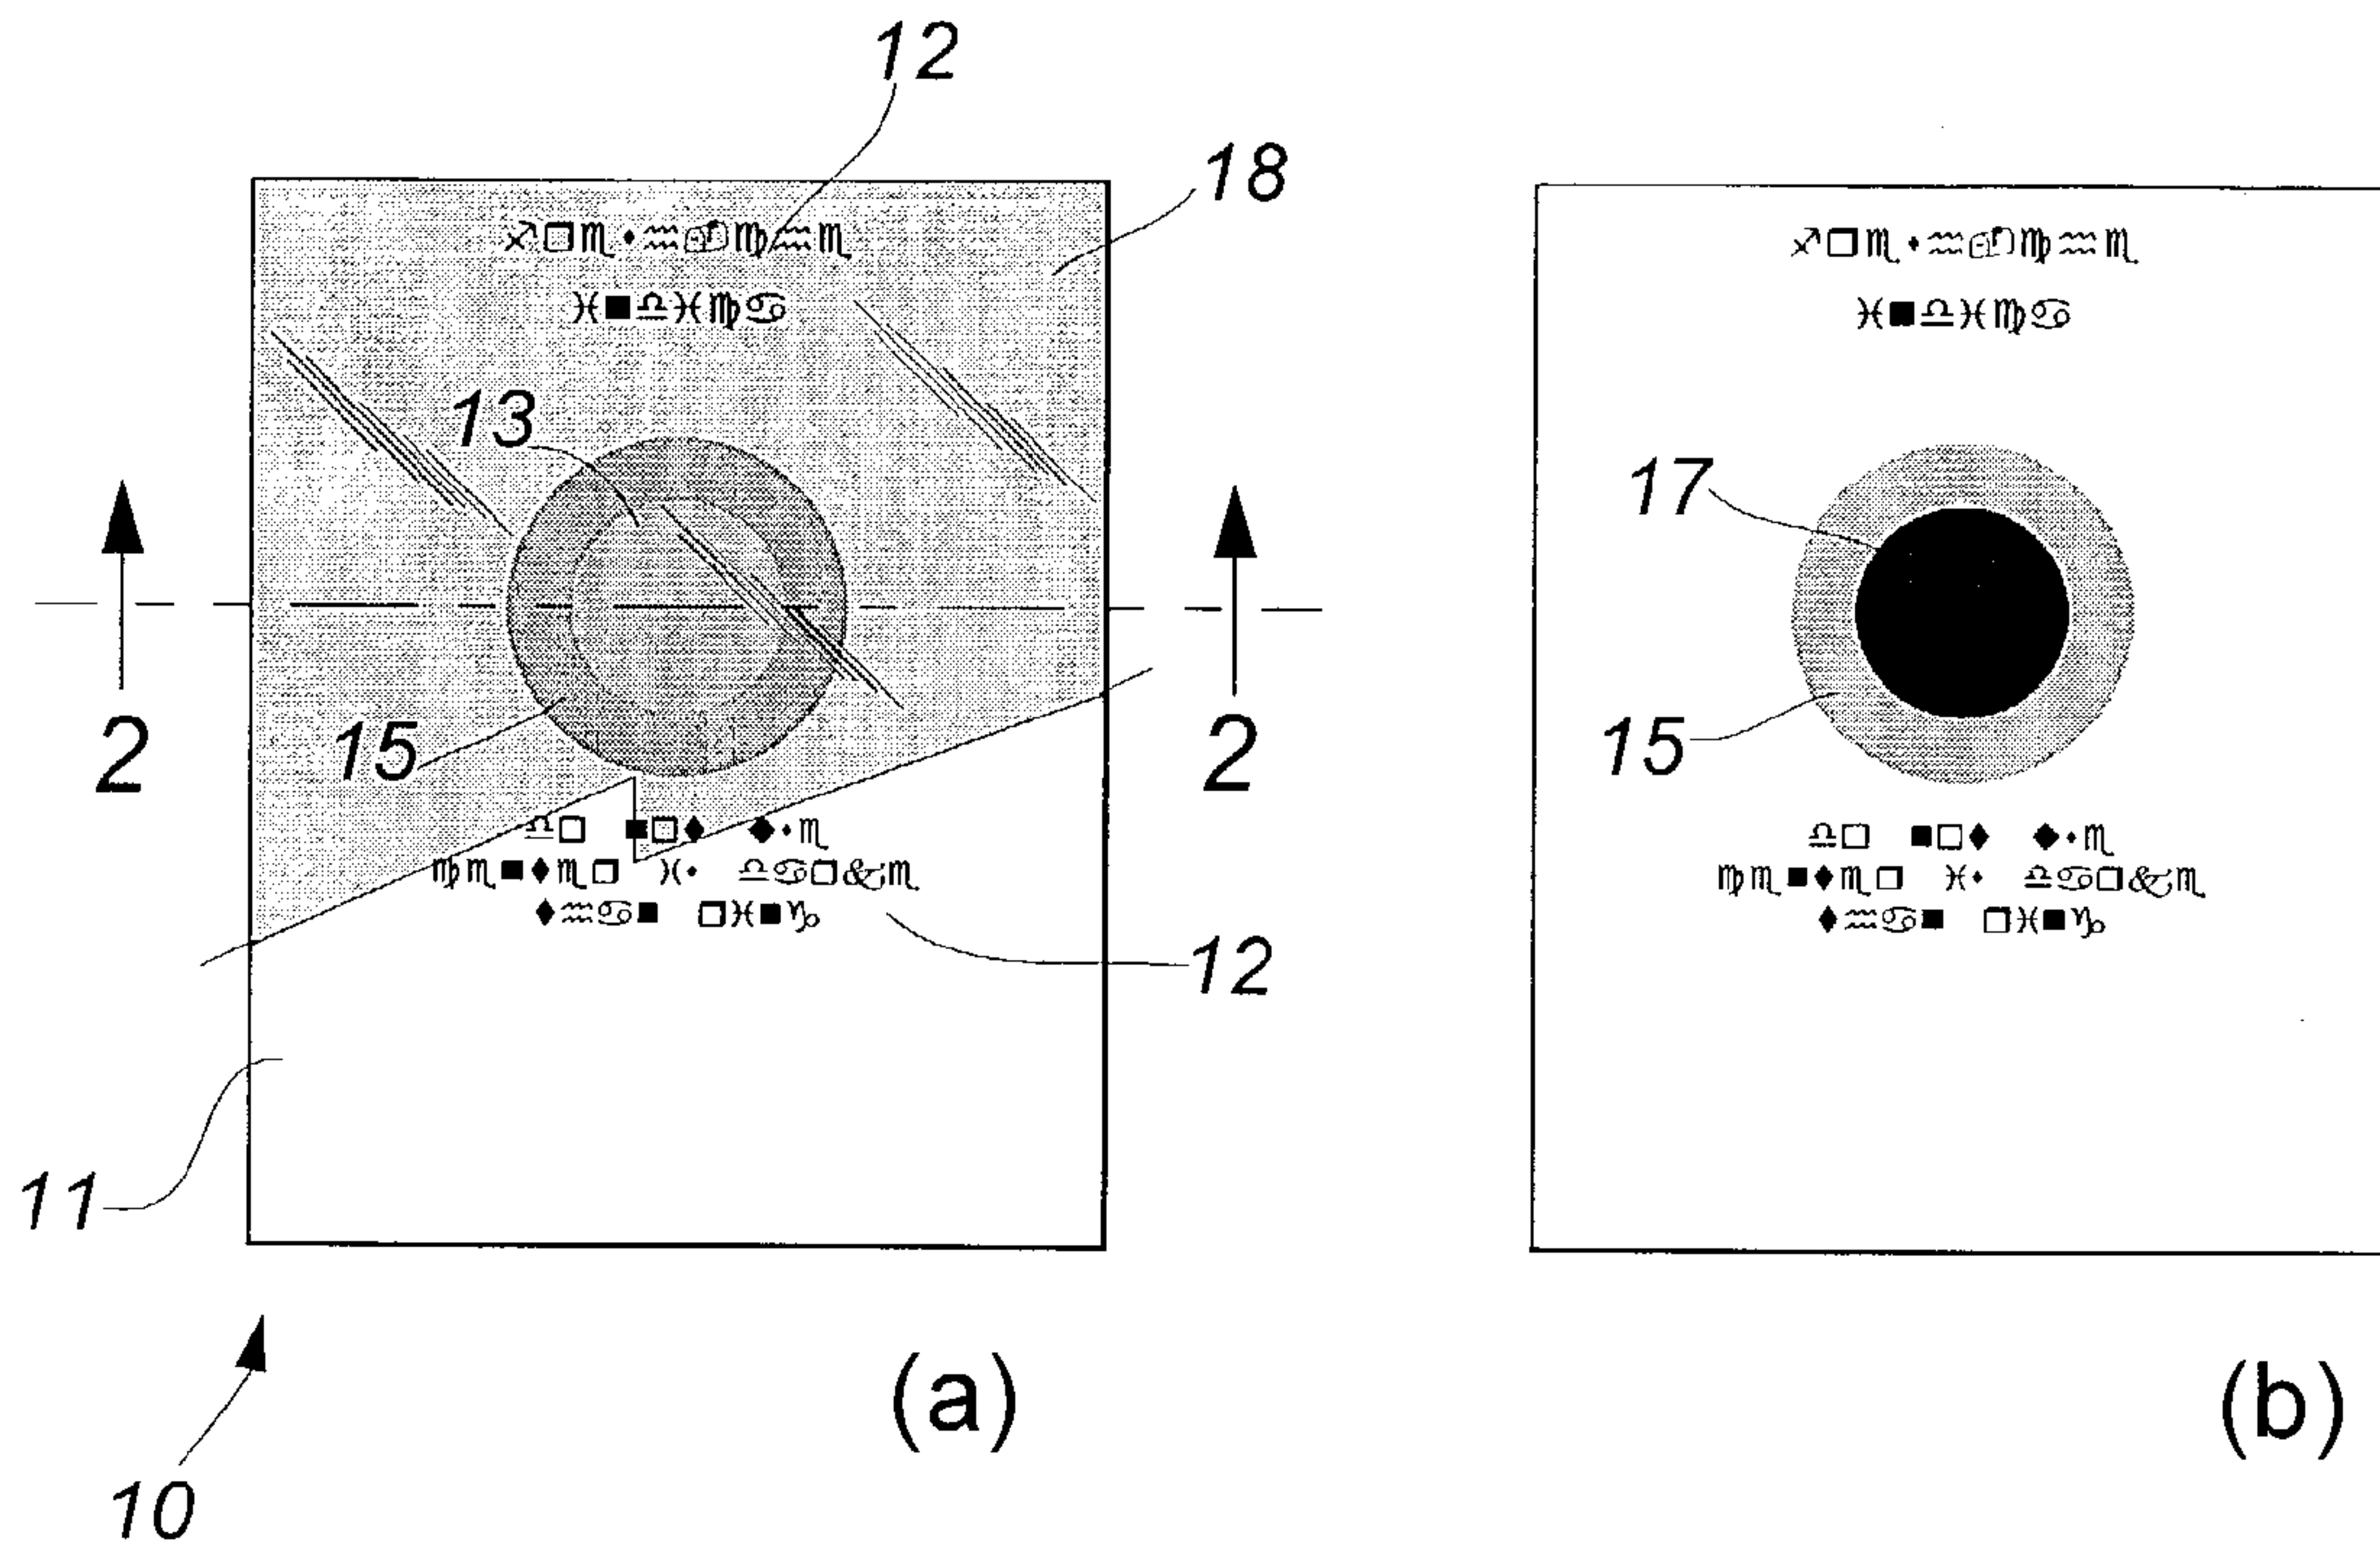 12
18
♐❒♏⬧♒🗐♍♒♏
♓■♎♓♍♋
13
2
15
2
♎□ ■□⧫ ◆⬧♏
♍♏■⧫♏❒ ♓⬧ ♎♋❒🙰♏
⧫♒♋■ ❒♓■♑
12
11
10
(a)
♐❒♏⬧♒🗐♍♒♏
♓■♎♓♍♋
17
15
♎□ ■□⧫ ◆⬧♏
♍♏■⧫♏❒ ♓⬧ ♎♋❒🙰♏
⧫♒♋■ ❒♓■♑
(b)